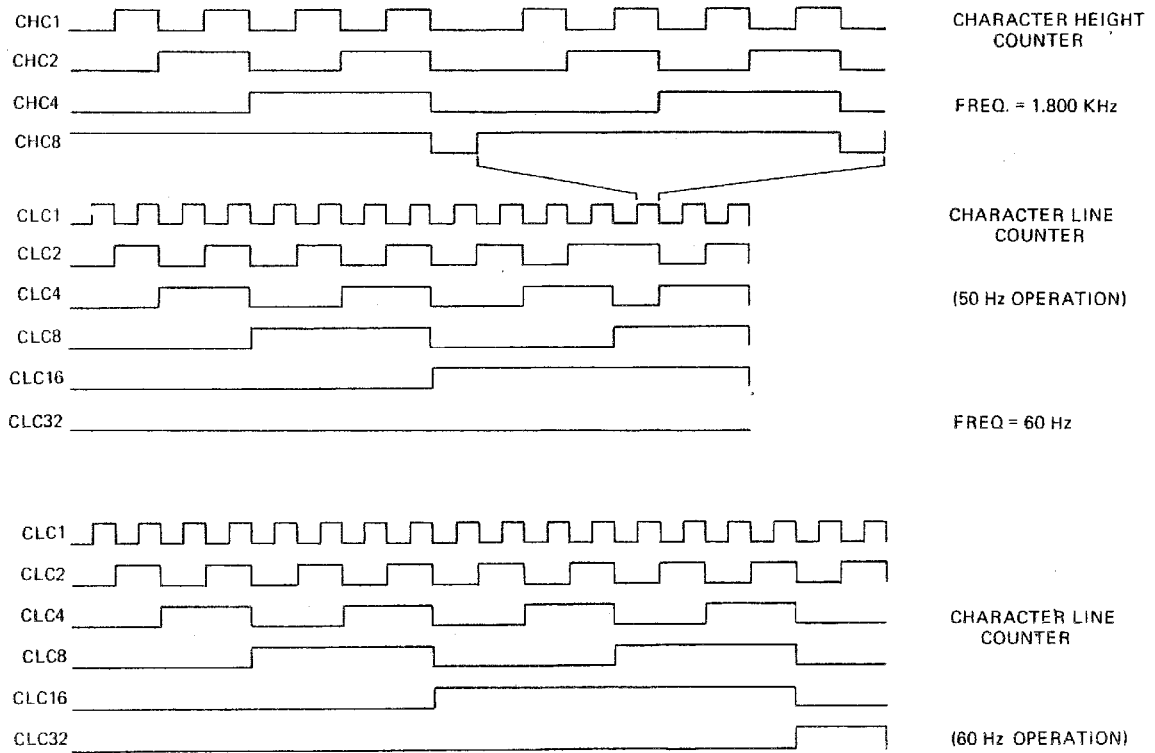 CHC1
CHARACTER HEIGHT
COUNTER
CHC2
CHC4
FREQ. = 1.800 KHz
CHC8
CLC1
CHARACTER LINE
COUNTER
CLC2
CLC4
(50 Hz OPERATION)
CLC8
CLC16
CLC32
FREQ = 60 Hz
CLC1
CLC2
CLC4
CHARACTER LINE
COUNTER
CLC8
CLC16
CLC32
(60 Hz OPERATION)